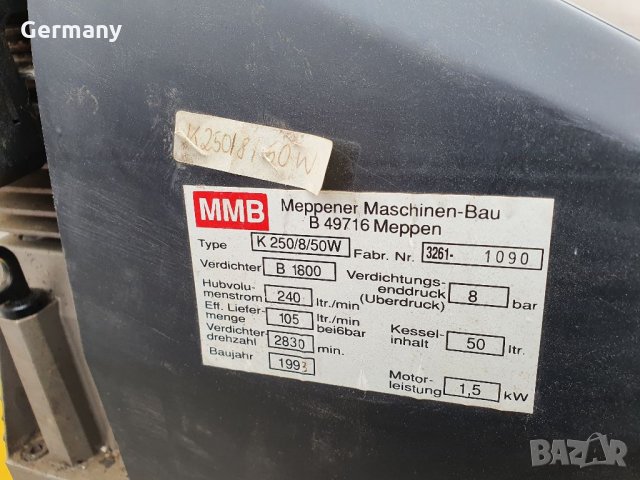 Germany
K250/8/50W
MMB Meppener Maschinen-Bau
B 49716 Meppen
Type K 250/8/50W Fabr. Nr. 3261- 1090
Verdichter B 1800 Verdichtungs-
enddruck 8 bar
(Überdruck)
Hubvolu-
menstrom 240 ltr./min
Eff. Liefer-
menge 105 ltr./min
bei6bar
Kessel-
inhalt 50 ltr.
Verdichter
drehzahl 2830 min.
Baujahr 1993
Motor-
leistung 1,5 kW
BAZAR